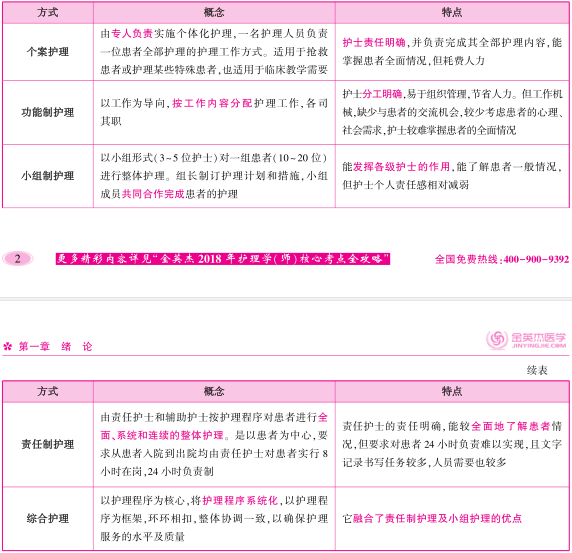 方式 概念 特点
个案护理
由专人负责实施个体化护理,一名护理人员负责
一位患者全部护理的护理工作方式。适用于抢救
患者或护理某些特殊患者,也适用于临床教学需要
护士责任明确,并负责完成其全部护理内容,能
掌握患者全面情况,但耗费人力
功能制护理
以工作为导向,按工作内容分配护理工作,各司
其职
护士分工明确,易于组织管理,节省人力。但工作机
械,缺少与患者的交流机会,较少考虑患者的心理、
社会需求,护士较难掌握患者的全面情况
小组制护理
以小组形式(3~5位护士)对一组患者(10~20位)
进行整体护理。组长制订护理计划和措施,小组
成员共同合作完成患者的护理
能发挥各级护士的作用,能了解患者一般情况,
但护士个人责任感相对减弱
2 更多精彩内容详见“金英杰2018年护理学(师)核心考点全攻略” 全国免费热线:400-900-9392
第一章 绪 论
金英杰医学
JINYINGJIE.COM
续表
方式 概念 特点
责任制护理
由责任护士和辅助护士按护理程序对患者进行全
面、系统和连续的整体护理。是以患者为中心,要
求从患者入院到出院均由责任护士对患者实行8
小时在岗,24小时负责制
责任护士的责任明确,能较全面地了解患者情
况,但要求对患者24小时负责难以实现,且文字
记录书写任务较多,人员需要也较多
综合护理
以护理程序为核心,将护理程序系统化,以护理程
序为框架,环环相扣,整体协调一致,以确保护理
服务的水平及质量
它融合了责任制护理及小组护理的优点